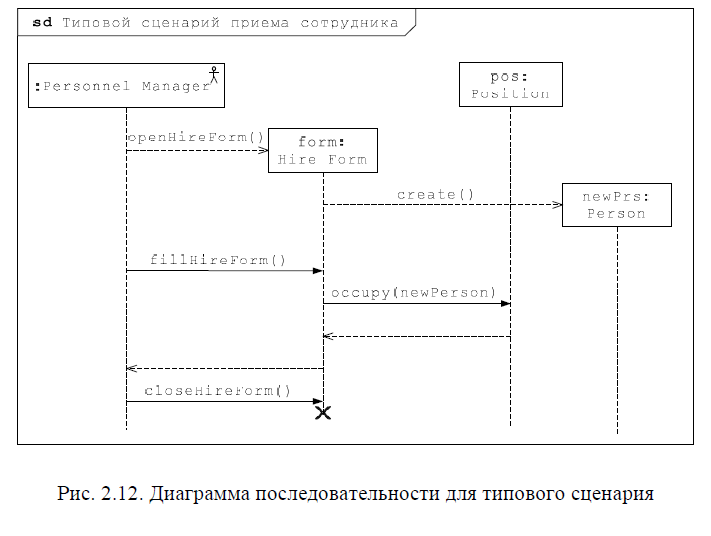 sd Типовой сценарий приема сотрудника
:Personnel Manager
pos:
Position
openHireForm()
form:
Hire Form
create()
newPrs:
Person
fillHireForm()
occupy(newPerson)
closeHireForm()
Рис. 2.12. Диаграмма последовательности для типового сценария